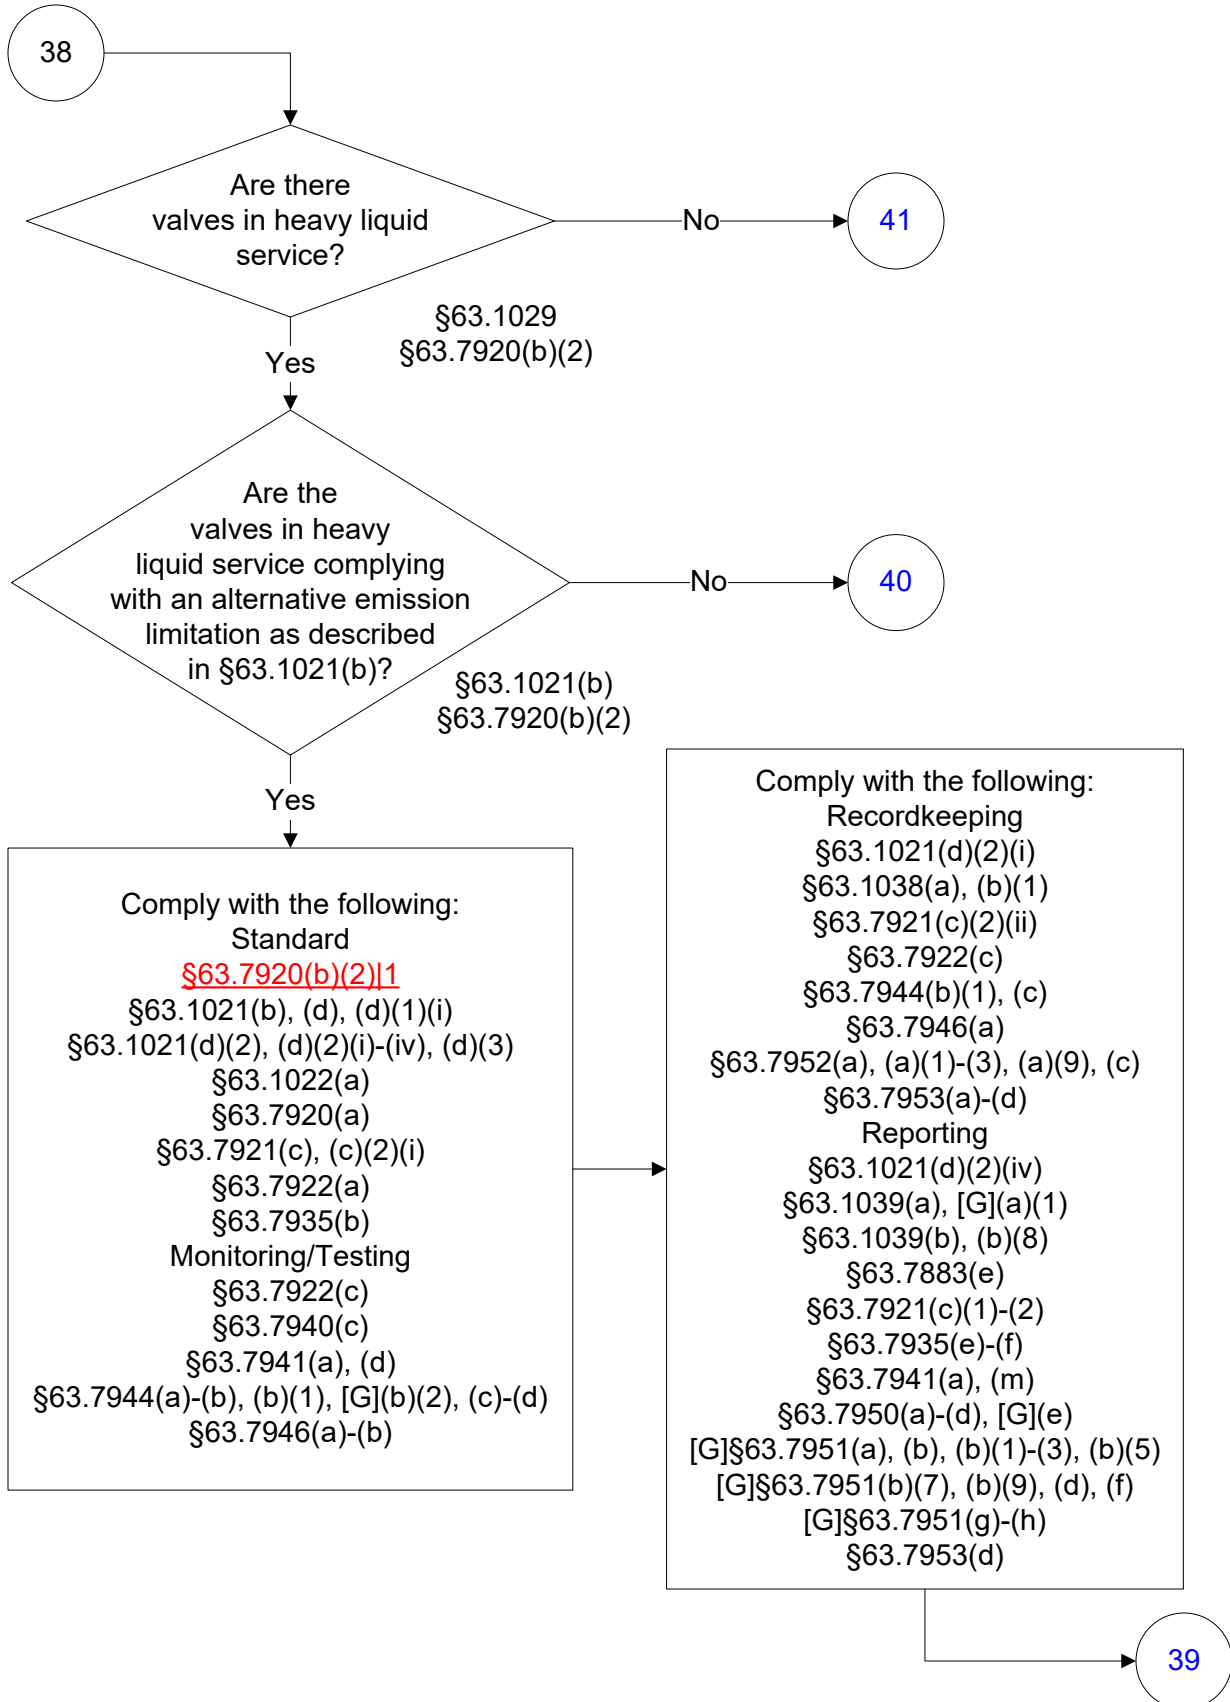 38
Are there
valves in heavy liquid
service?
No
41
§63.1029
§63.7920(b)(2)
Yes
Are the
valves in heavy
liquid service complying
with an alternative emission
limitation as described
in §63.1021(b)?
No
40
§63.1021(b)
§63.7920(b)(2)
Yes
Comply with the following:
Standard
§63.7920(b)(2)|1
§63.1021(b), (d), (d)(1)(i)
§63.1021(d)(2), (d)(2)(i)-(iv), (d)(3)
§63.1022(a)
§63.7920(a)
§63.7921(c), (c)(2)(i)
§63.7922(a)
§63.7935(b)
Monitoring/Testing
§63.7922(c)
§63.7940(c)
§63.7941(a), (d)
§63.7944(a)-(b), (b)(1), [G](b)(2), (c)-(d)
§63.7946(a)-(b)
Comply with the following:
Recordkeeping
§63.1021(d)(2)(i)
§63.1038(a), (b)(1)
§63.7921(c)(2)(ii)
§63.7922(c)
§63.7944(b)(1), (c)
§63.7946(a)
§63.7952(a), (a)(1)-(3), (a)(9), (c)
§63.7953(a)-(d)
Reporting
§63.1021(d)(2)(iv)
§63.1039(a), [G](a)(1)
§63.1039(b), (b)(8)
§63.7883(e)
§63.7921(c)(1)-(2)
§63.7935(e)-(f)
§63.7941(a), (m)
§63.7950(a)-(d), [G](e)
[G]§63.7951(a), (b), (b)(1)-(3), (b)(5)
[G]§63.7951(b)(7), (b)(9), (d), (f)
[G]§63.7951(g)-(h)
§63.7953(d)
39